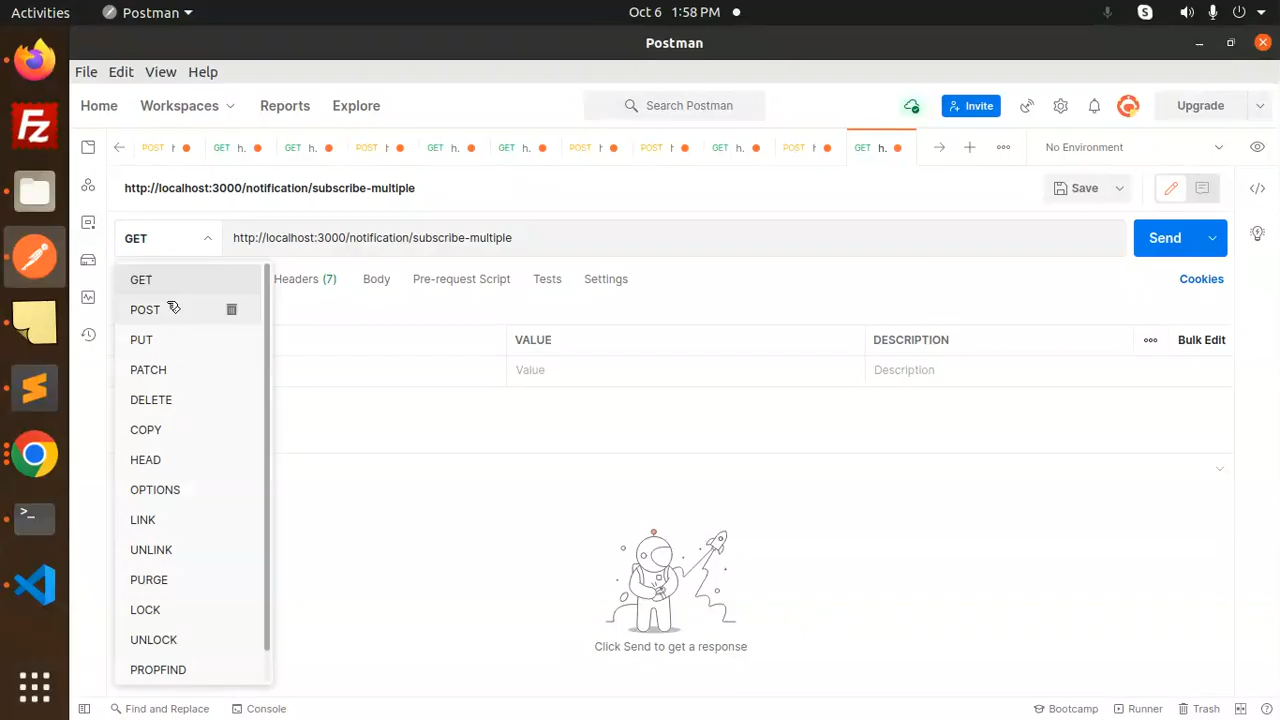 Activities Postman Oct 6 1:58 PM
Postman
File Edit View Help
Home Workspaces Reports Explore Search Postman Invite Upgrade
POST h GET h. GET h. POST h GET h. GET h. POST h POST h GET h. POST h GET h. No Environment
http://localhost:3000/notification/subscribe-multiple Save
GET http://localhost:3000/notification/subscribe-multiple Send
GET Headers (7) Body Pre-request Script Tests Settings Cookies
POST
PUT VALUE DESCRIPTION Bulk Edit
PATCH Value Description
DELETE
COPY
HEAD
OPTIONS
LINK
UNLINK
PURGE
LOCK
UNLOCK
Click Send to get a response
PROPFIND
Find and Replace Console Bootcamp Runner Trash